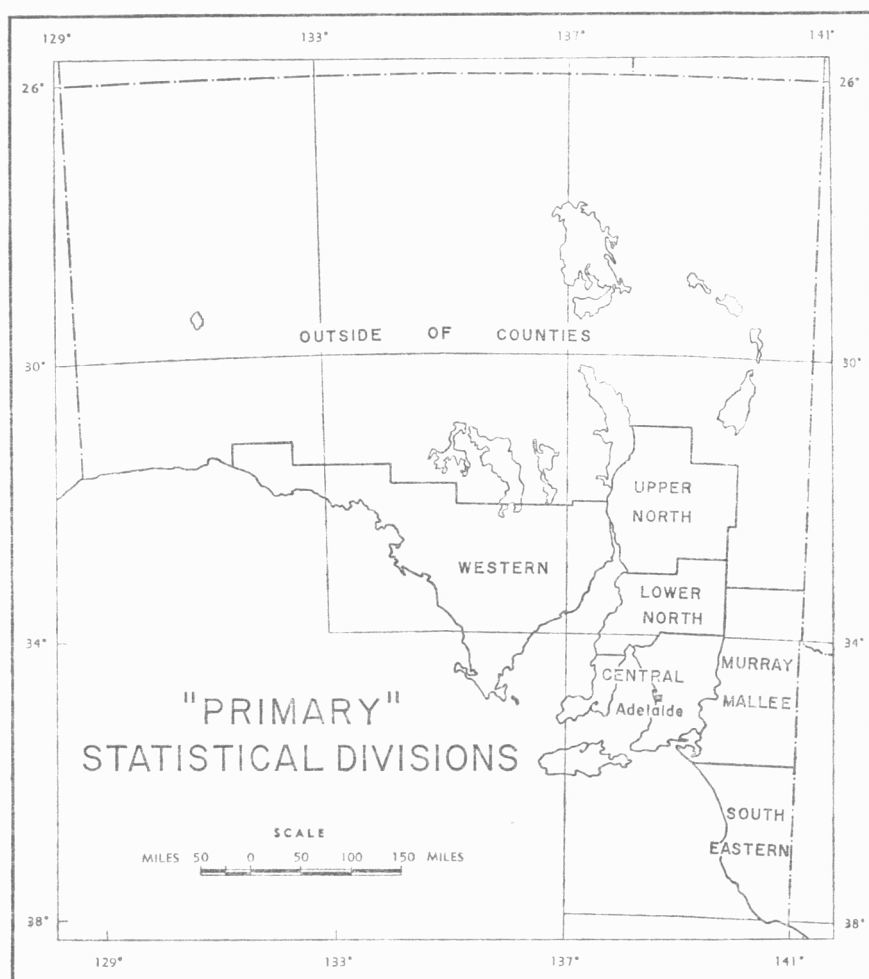 129° 133° 137° 141°
26° 26°
OUTSIDE OF COUNTIES
30° 30°
UPPER
NORTH
WESTERN
LOWER
NORTH
34° 34°
CENTRAL
MURRAY
MALLEE
Adelaide
"PRIMARY"
STATISTICAL DIVISIONS
SOUTH
EASTERN
SCALE
MILES 50 0 50 100 150 MILES
38° 38°
129° 133° 137° 141°